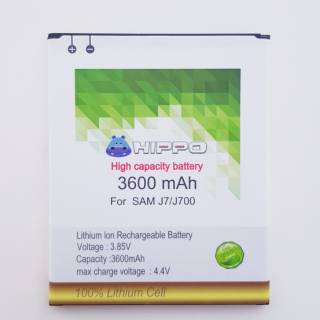 HIPPO
High capacity battery
3600 mAh
For SAM J7/J700
Lithium Ion Rechargeable Battery
Voltage : 3.85V
Capacity :3600mAh
max charge voltage : 4.4V
100% Lithium Cell